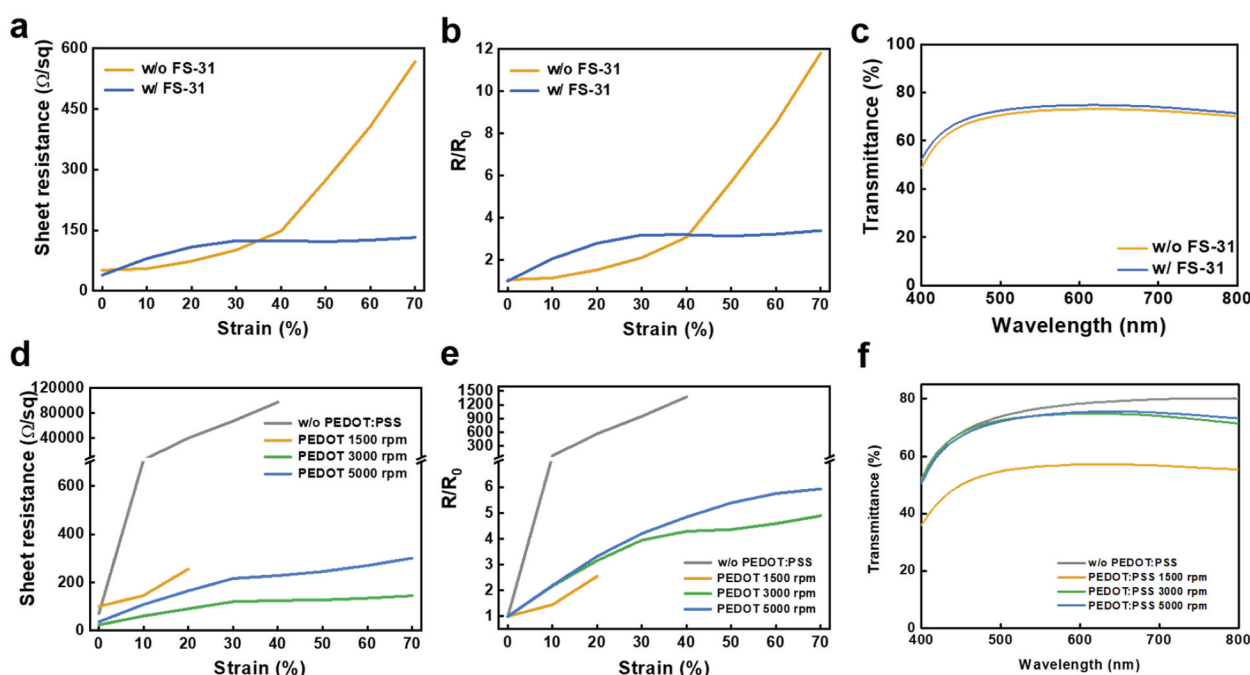 a
600
450
300
150
0
Sheet resistance (Ω/sq)
w/o FS-31
w/ FS-31
0 10 20 30 40 50 60 70
Strain (%)
b
12
10
8
6
4
2
R/R0
w/o FS-31
w/ FS-31
0 10 20 30 40 50 60 70
Strain (%)
c
100
80
60
40
20
0
Transmittance (%)
w/o FS-31
w/ FS-31
400 500 600 700 800
Wavelength (nm)
d
120000
80000
40000
600
400
200
0
Sheet resistance (Ω/sq)
w/o PEDOT:PSS
PEDOT 1500 rpm
PEDOT 3000 rpm
PEDOT 5000 rpm
0 10 20 30 40 50 60 70
Strain (%)
e
1500
1200
900
600
300
6
5
4
3
2
1
R/R0
w/o PEDOT:PSS
PEDOT 1500 rpm
PEDOT 3000 rpm
PEDOT 5000 rpm
0 10 20 30 40 50 60 70
Strain (%)
f
80
60
40
20
0
Transmittance (%)
w/o PEDOT:PSS
PEDOT:PSS 1500 rpm
PEDOT:PSS 3000 rpm
PEDOT:PSS 5000 rpm
400 500 600 700 800
Wavelength (nm)